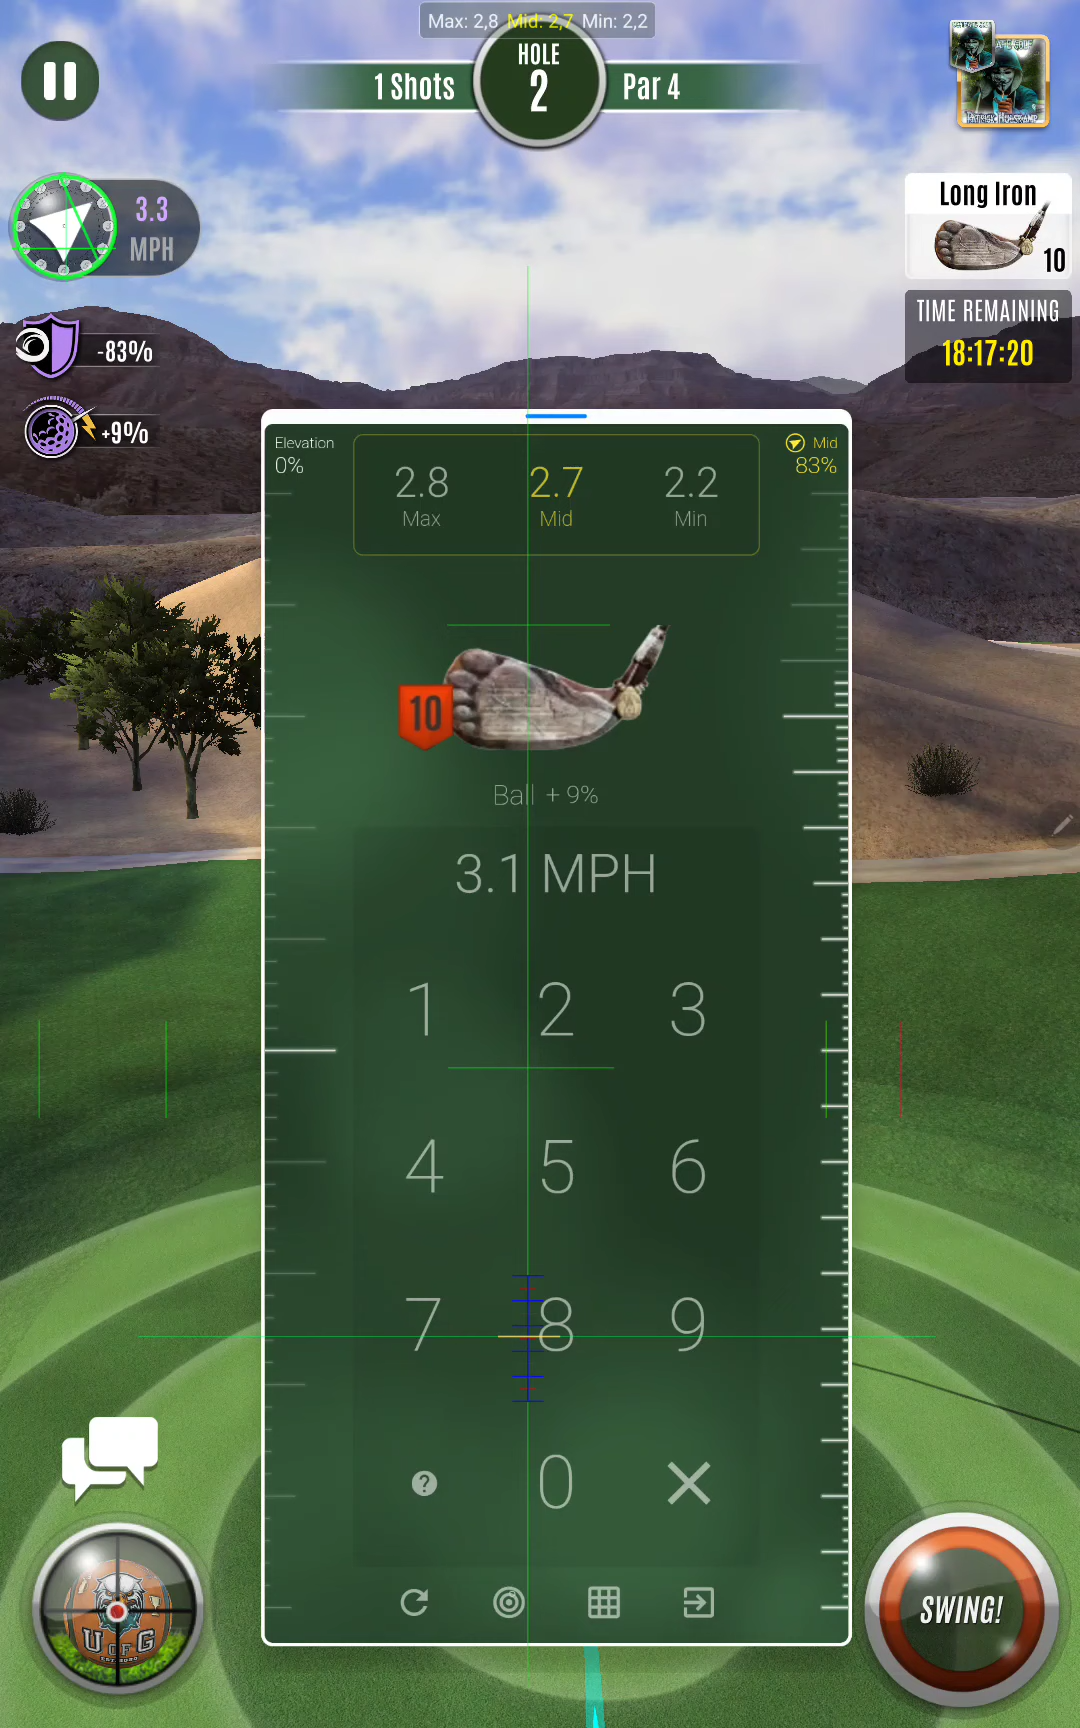 Max: 2,8 Mid: 2,7 Min: 2,2
HOLE
1 Shots 2 Par 4
3.3
MPH
Long Iron
10
TIME REMAINING
18:17:20
-83%
+9%
Elevation
0%
Mid
83%
2.8 2.7 2.2
Max Mid Min
10
Ball + 9%
3.1 MPH
1 2 3
4 5 6
7 8 9
? 0
U OF G
SWING!